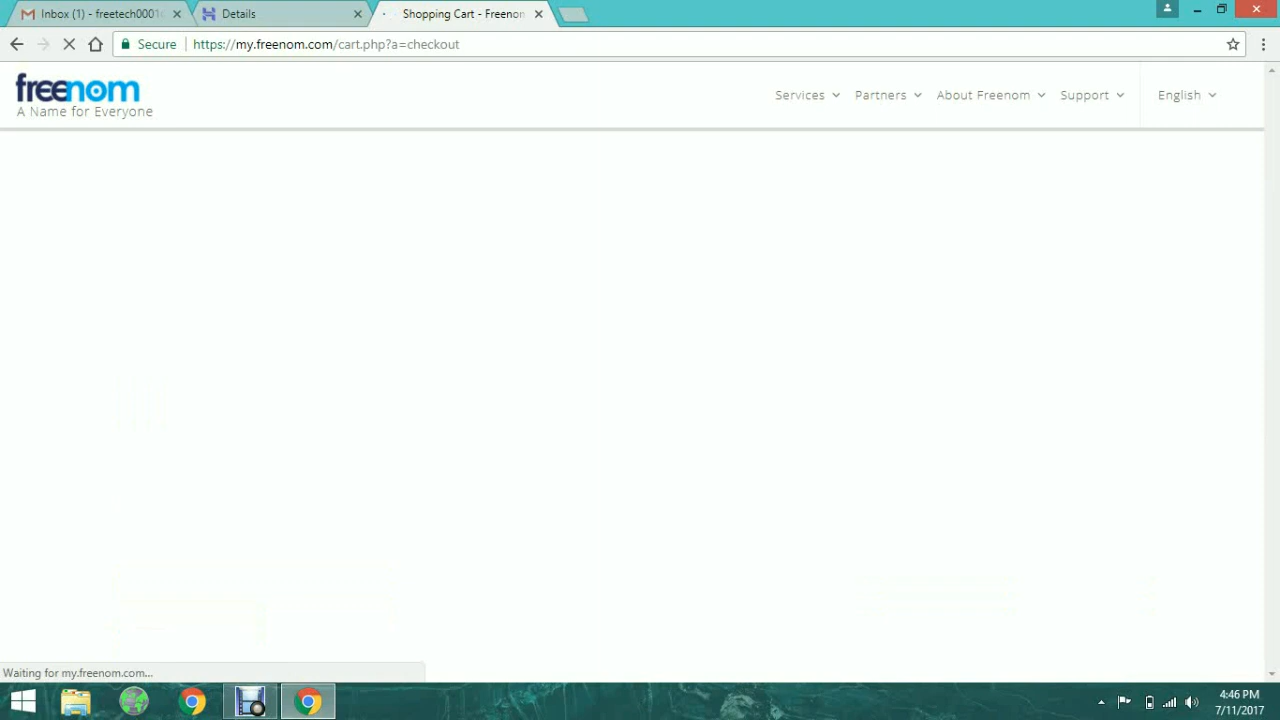 Inbox (1) - freetech0001
Details
Shopping Cart - Freenom
Secure
https://my.freenom.com/cart.php?a=checkout
freenom
A Name for Everyone
Services
Partners
About Freenom
Support
English
Waiting for my.freenom.com...
4:46 PM
7/11/2017